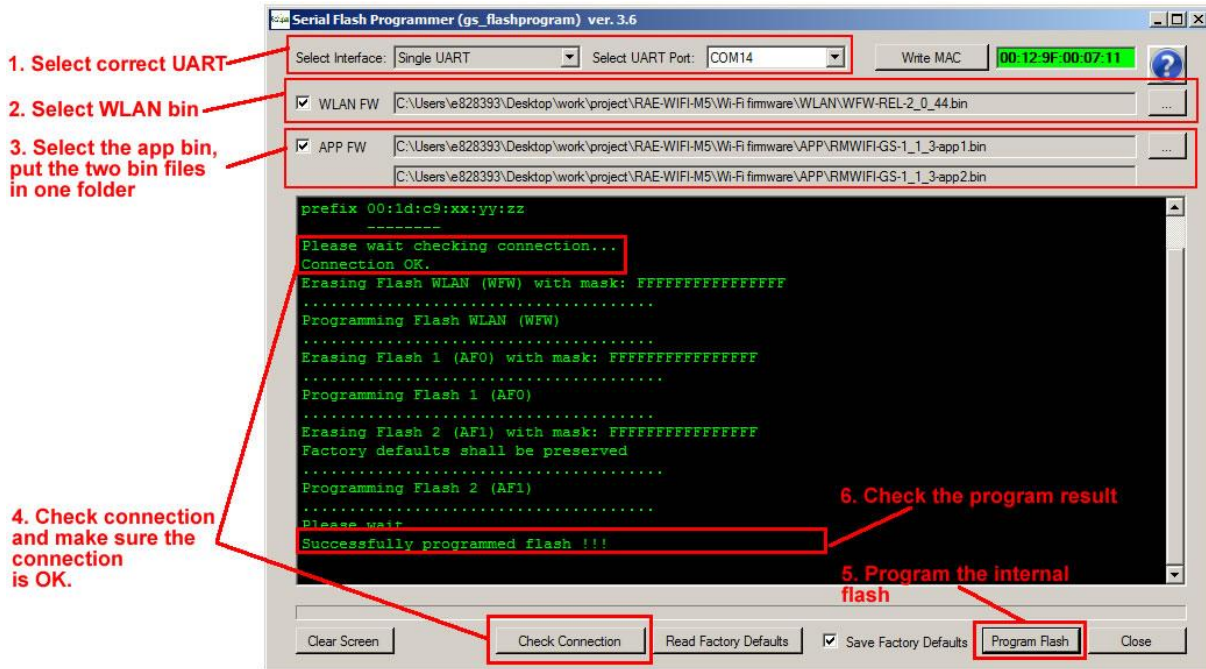 Serial Flash Programmer (gs_flashprogram) ver. 3.6
1. Select correct UART
Select Interface: Single UART Select UART Port: COM14 Write MAC 00:12:9F:00:07:11 ?
2. Select WLAN bin
WLAN FW C:\Users\e828393\Desktop\work\project\RAE-WIFI-M5\Wi-Fi firmware\WLAN\WFW-REL-2_0_44.bin ...
3. Select the app bin,
put the two bin files
in one folder
APP FW C:\Users\e828393\Desktop\work\project\RAE-WIFI-M5\Wi-Fi firmware\APP\RMWIFI-GS-1_1_3-app1.bin ...
C:\Users\e828393\Desktop\work\project\RAE-WIFI-M5\Wi-Fi firmware\APP\RMWIFI-GS-1_1_3-app2.bin
prefix 00:1d:c9:xx:yy:zz
--------
Please wait checking connection...
Connection OK.
Erasing Flash WLAN (WFW) with mask: FFFFFFFFFFFFFFFF
.......................................
Programming Flash WLAN (WFW)
.......................................
Erasing Flash 1 (AF0) with mask: FFFFFFFFFFFFFFFF
........................................
Programming Flash 1 (AF0)
.......................................
Erasing Flash 2 (AF1) with mask: FFFFFFFFFFFFFFFF
Factory defaults shall be preserved
........................................
Programming Flash 2 (AF1)
.......................................
Please wait
Successfully programmed flash !!!
4. Check connection
and make sure the
connection
is OK.
6. Check the program result
5. Program the internal
flash
Clear Screen Check Connection Read Factory Defaults Save Factory Defaults Program Flash Close